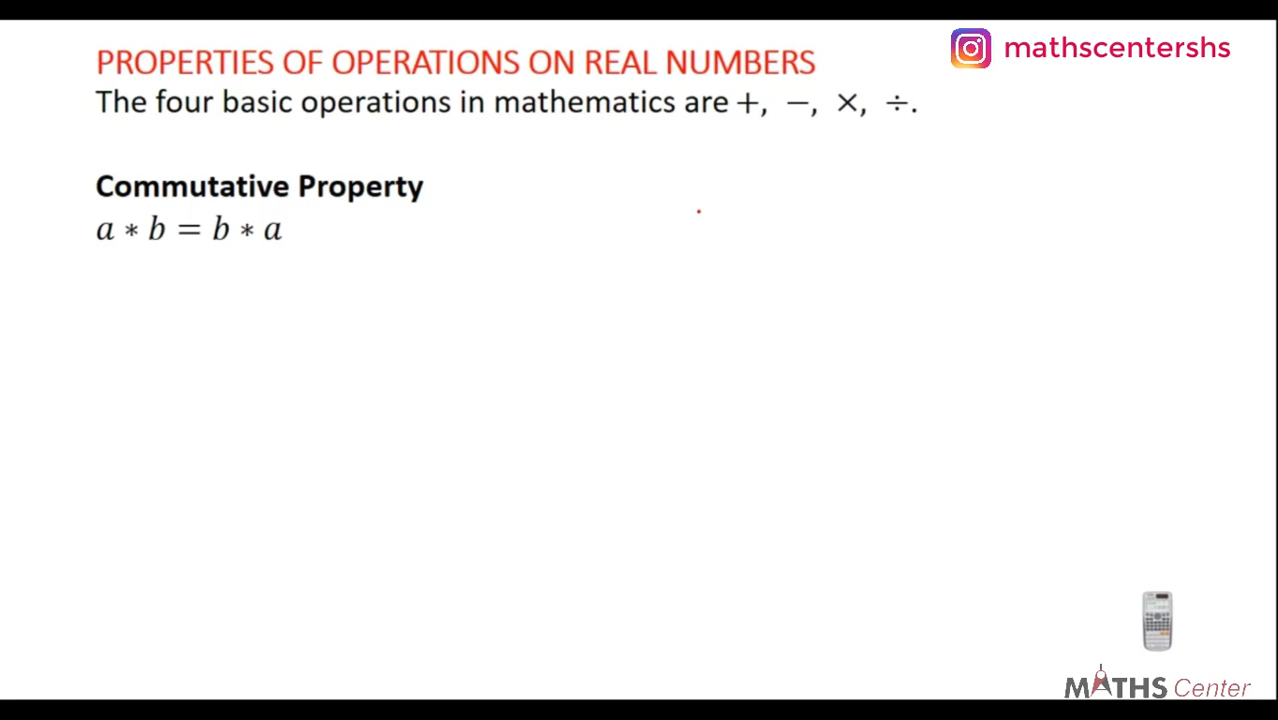 mathscentershs
PROPERTIES OF OPERATIONS ON REAL NUMBERS
The four basic operations in mathematics are +, −, ×, ÷.
Commutative Property
a ∗ b = b ∗ a
MATHS Center